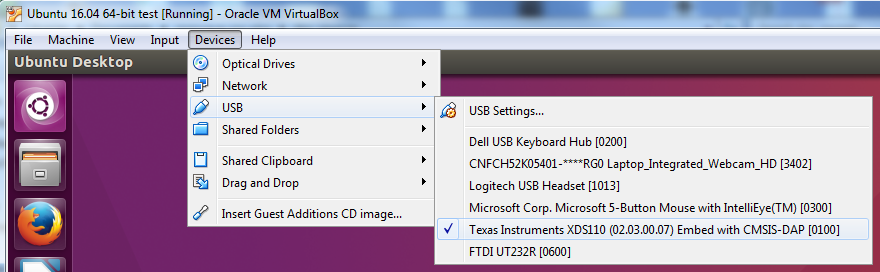 Ubuntu 16.04 64-bit test [Running] - Oracle VM VirtualBox
File Machine View Input Devices Help
Ubuntu Desktop
Optical Drives
Network
USB
Shared Folders
Shared Clipboard
Drag and Drop
Insert Guest Additions CD image...
USB Settings...
Dell USB Keyboard Hub [0200]
CNFCH52K05401-****RG0 Laptop_Integrated_Webcam_HD [3402]
Logitech USB Headset [1013]
Microsoft Corp. Microsoft 5-Button Mouse with IntelliEye(TM) [0300]
Texas Instruments XDS110 (02.03.00.07) Embed with CMSIS-DAP [0100]
FTDI UT232R [0600]